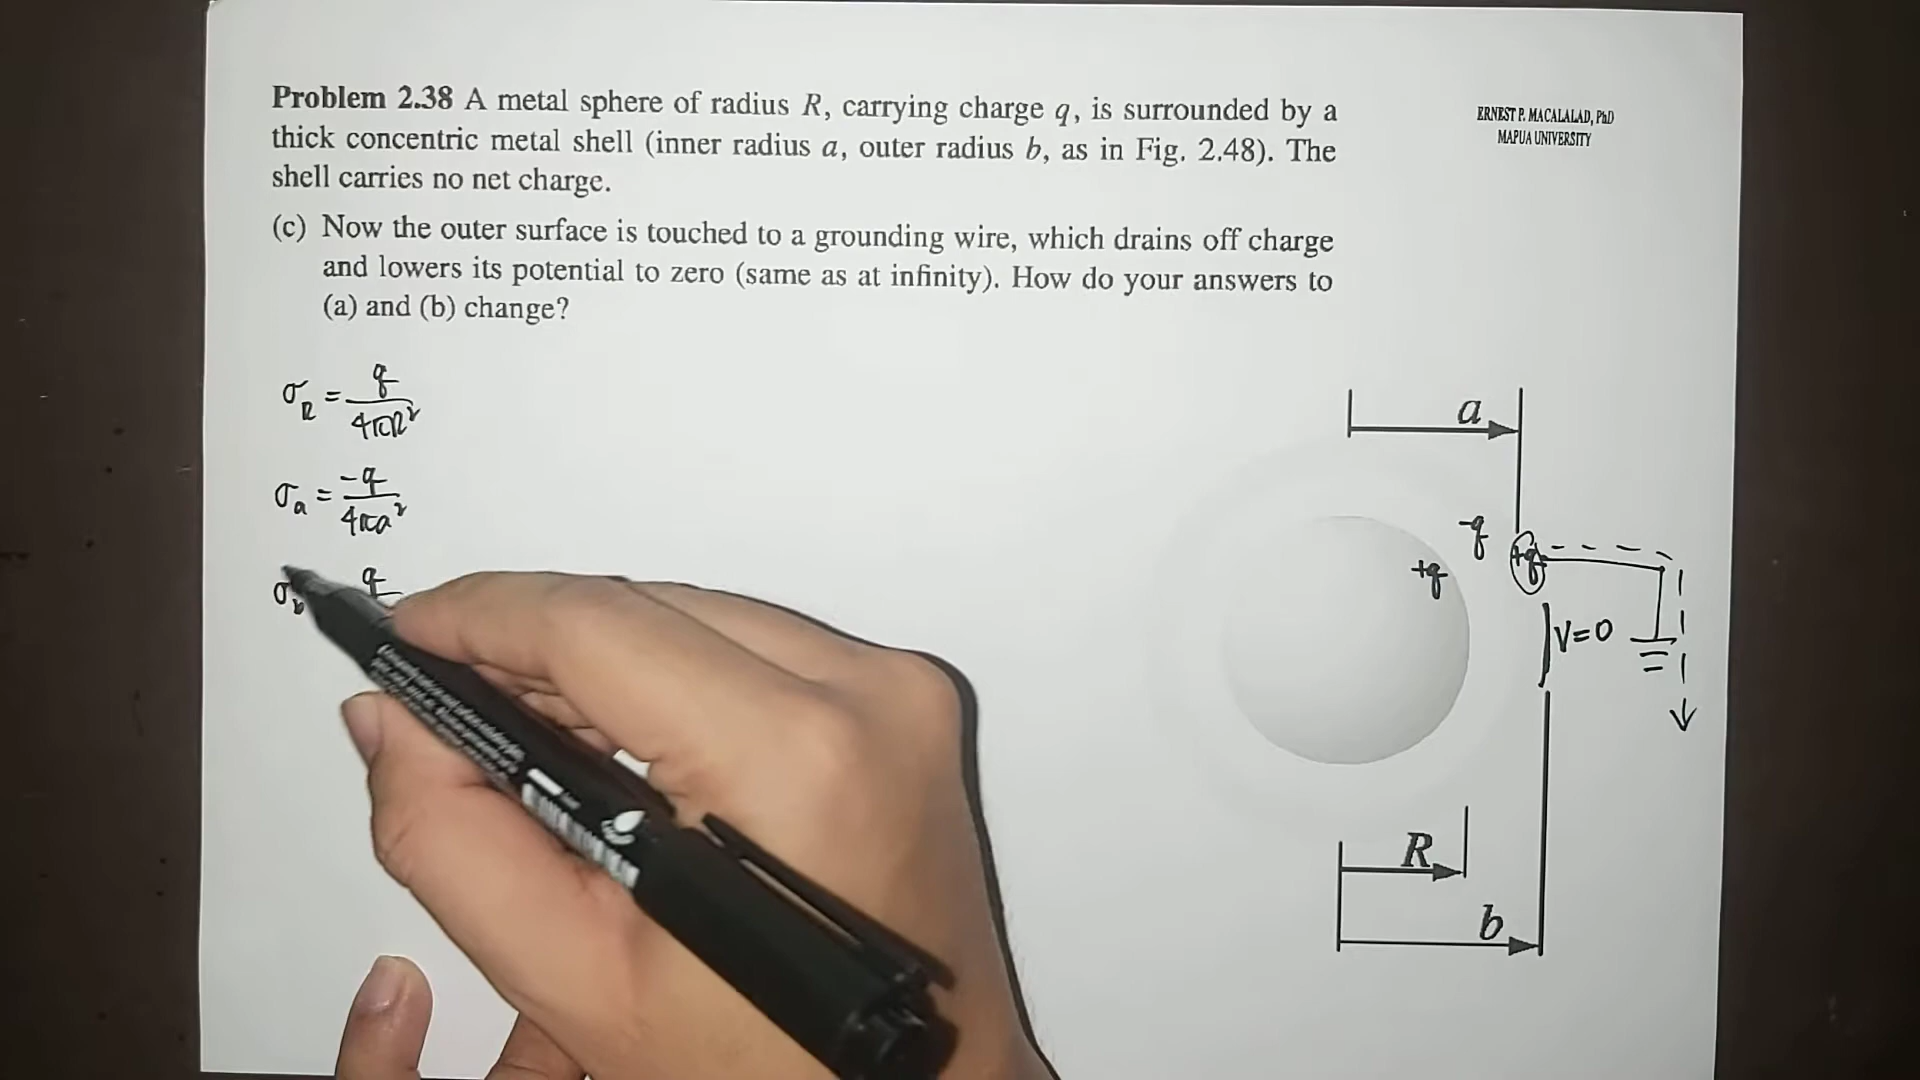 Problem 2.38 A metal sphere of radius R, carrying charge q, is surrounded by a
thick concentric metal shell (inner radius a, outer radius b, as in Fig. 2.48). The
shell carries no net charge.
ERNEST P. MACALALAD, PhD
MAPUA UNIVERSITY
(c) Now the outer surface is touched to a grounding wire, which drains off charge
and lowers its potential to zero (same as at infinity). How do your answers to
(a) and (b) change?
σ_R = q/4πR²
σ_a = -q/4πa²
σ_b q
a
-q
+q
+q
V=0
R
b